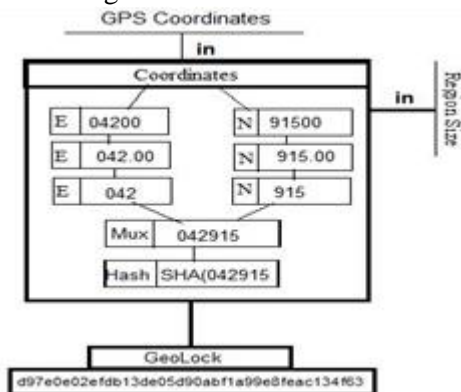 GPS Coordinates
in
Coordinates
in
Region Size
E 04200 N 91500
E 042.00 N 915.00
E 042 N 915
Mux 042915
Hash SHA(042915
GeoLock
d97e0e02efdb13de05d90abf1a99e8feac134f63